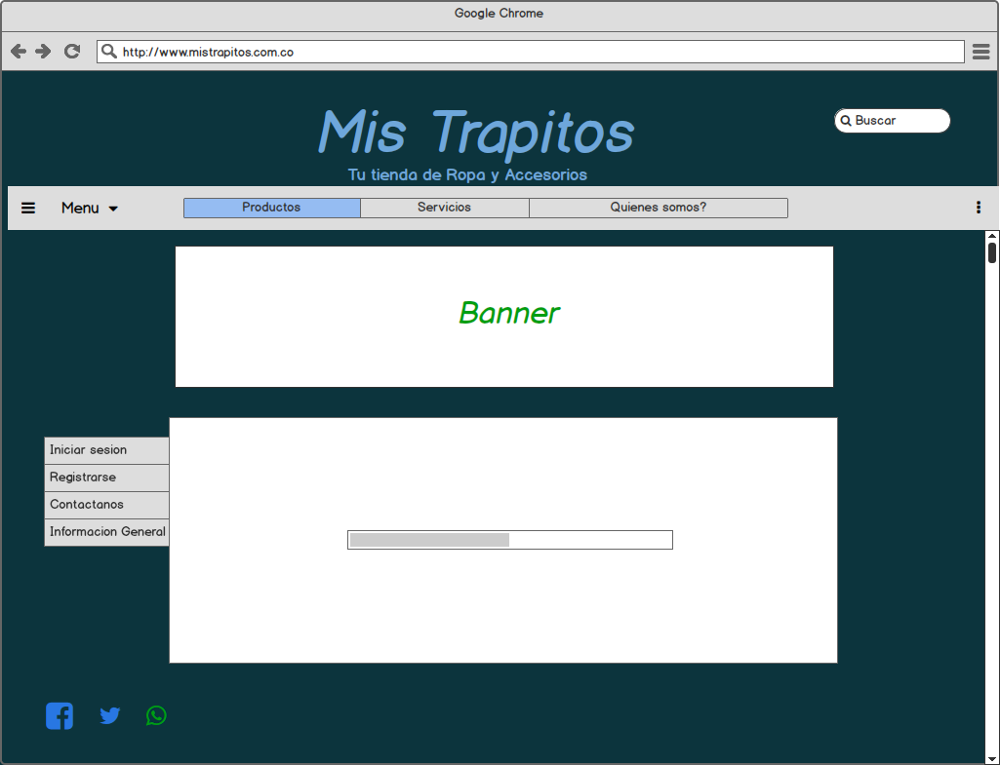 Google Chrome
http://www.mistrapitos.com.co
Mis Trapitos
Buscar
Tu tienda de Ropa y Accesorios
Menu
Productos
Servicios
Quienes somos?
Banner
Iniciar sesion
Registrarse
Contactanos
Informacion General